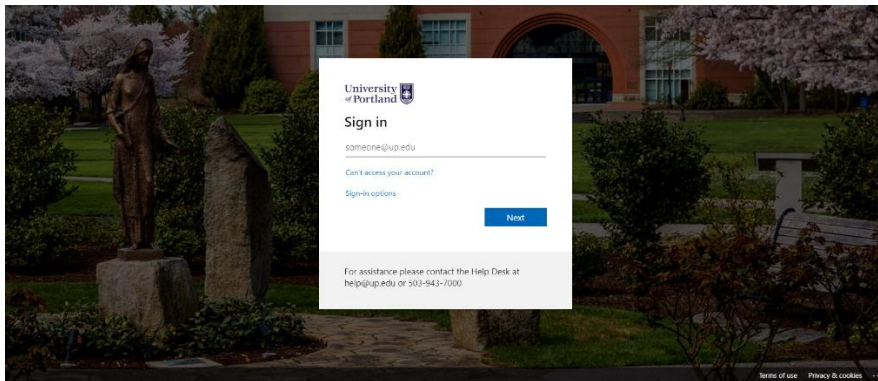 University
of Portland
Sign in
someone@up.edu
Can't access your account?
Sign-in options
Next
For assistance please contact the Help Desk at
help@up.edu or 503-943-7000
Terms of use Privacy & cookies